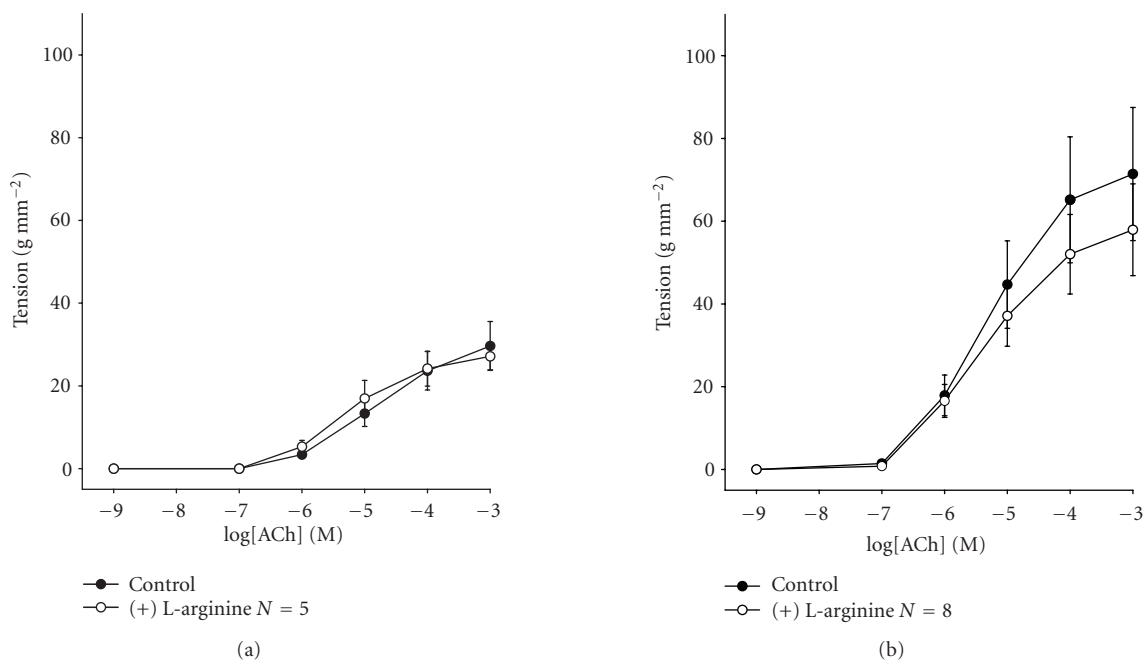 100
80
60
40
20
0
Tension (g mm−2)
−9 −8 −7 −6 −5 −4 −3
log[ACh] (M)
Control
(+) L-arginine N = 5
(a)
100
80
60
40
20
0
Tension (g mm−2)
−9 −8 −7 −6 −5 −4 −3
log[ACh] (M)
Control
(+) L-arginine N = 8
(b)